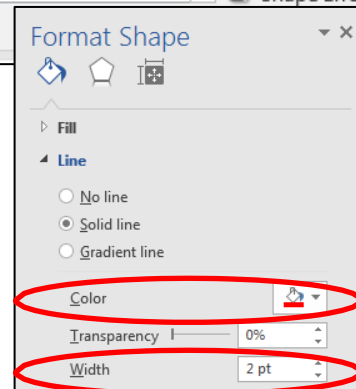 Format Shape
Fill
Line
No line
Solid line
Gradient line
Color
Transparency 0%
Width 2 pt